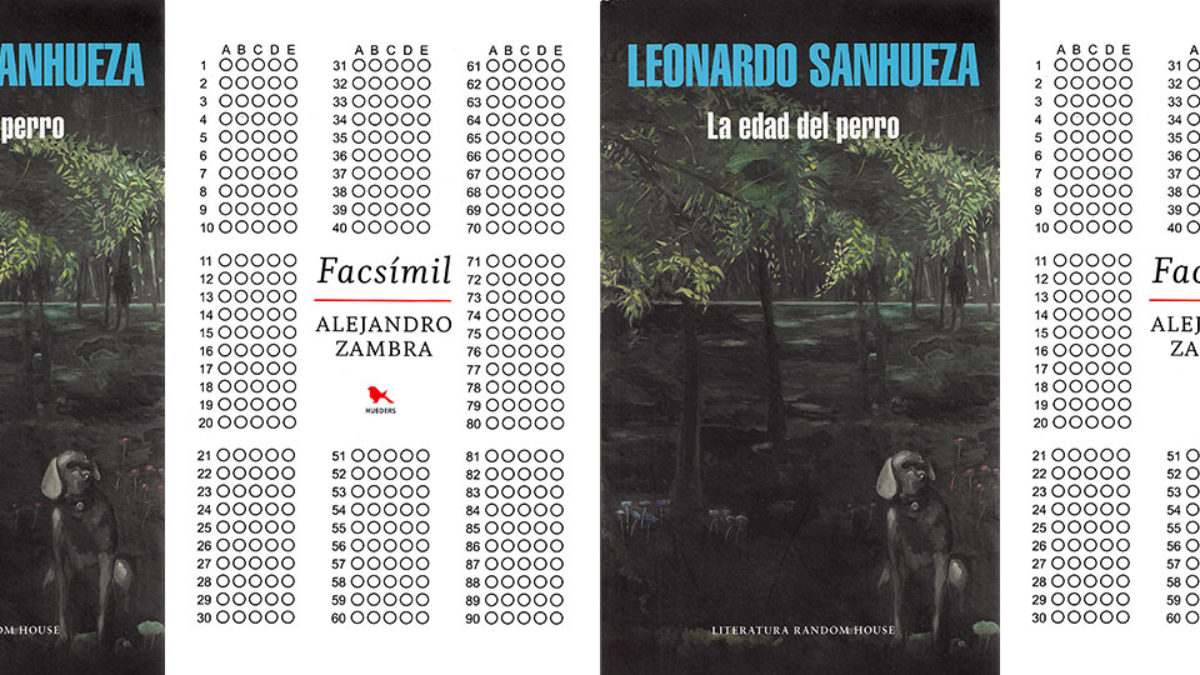 ANHUEZA
perro
OM HOUSE
A B C D E A B C D E A B C D E
1 31 61
2 32 62
3 33 63
4 34 64
5 35 65
6 36 66
7 37 67
8 38 68
9 39 69
10 40 70
11 71
12 72
13 73
14 74
15 75
16 76
17 77
18 78
19 79
20 80
Facsímil
ALEJANDRO
ZAMBRA
HUEDERS
21 51 81
22 52 82
23 53 83
24 54 84
25 55 85
26 56 86
27 57 87
28 58 88
29 59 89
30 60 90
LEONARDO SANHUEZA
La edad del perro
LITERATURA RANDOM HOUSE
A B C D E A
1 31
2 32
3 33
4 34
5 35
6 36
7 37
8 38
9 39
10 40
11
12
13
14
15
16
17
18
19
20
Fac
ALEJ
ZA
21 51
22 52
23 53
24 54
25 55
26 56
27 57
28 58
29 59
30 60